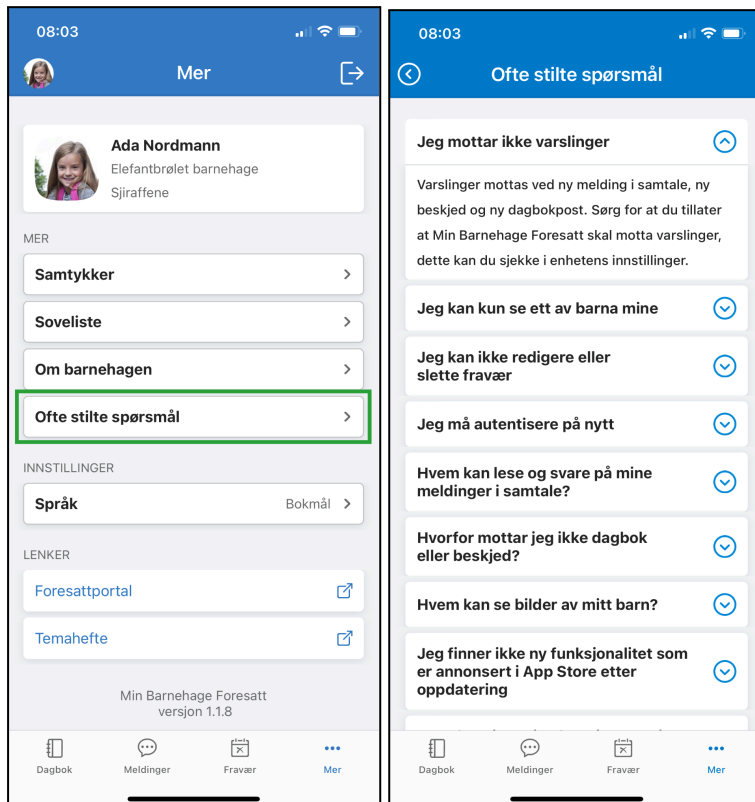 08:03
Mer
Ada Nordmann
Elefantbrølet barnehage
Sjiraffene
MER
Samtykker
Soveliste
Om barnehagen
Ofte stilte spørsmål
INNSTILLINGER
Språk Bokmål
LENKER
Foresattportal
Temahefte
Min Barnehage Foresatt
versjon 1.1.8
Dagbok Meldinger Fravær Mer
08:03
Ofte stilte spørsmål
Jeg mottar ikke varslinger
Varslinger mottas ved ny melding i samtale, ny
beskjed og ny dagbokpost. Sørg for at du tillater
at Min Barnehage Foresatt skal motta varslinger,
dette kan du sjekke i enhetens innstillinger.
Jeg kan kun se ett av barna mine
Jeg kan ikke redigere eller
slette fravær
Jeg må autentisere på nytt
Hvem kan lese og svare på mine
meldinger i samtale?
Hvorfor mottar jeg ikke dagbok
eller beskjed?
Hvem kan se bilder av mitt barn?
Jeg finner ikke ny funksjonalitet som
er annonsert i App Store etter
oppdatering
Dagbok Meldinger Fravær Mer